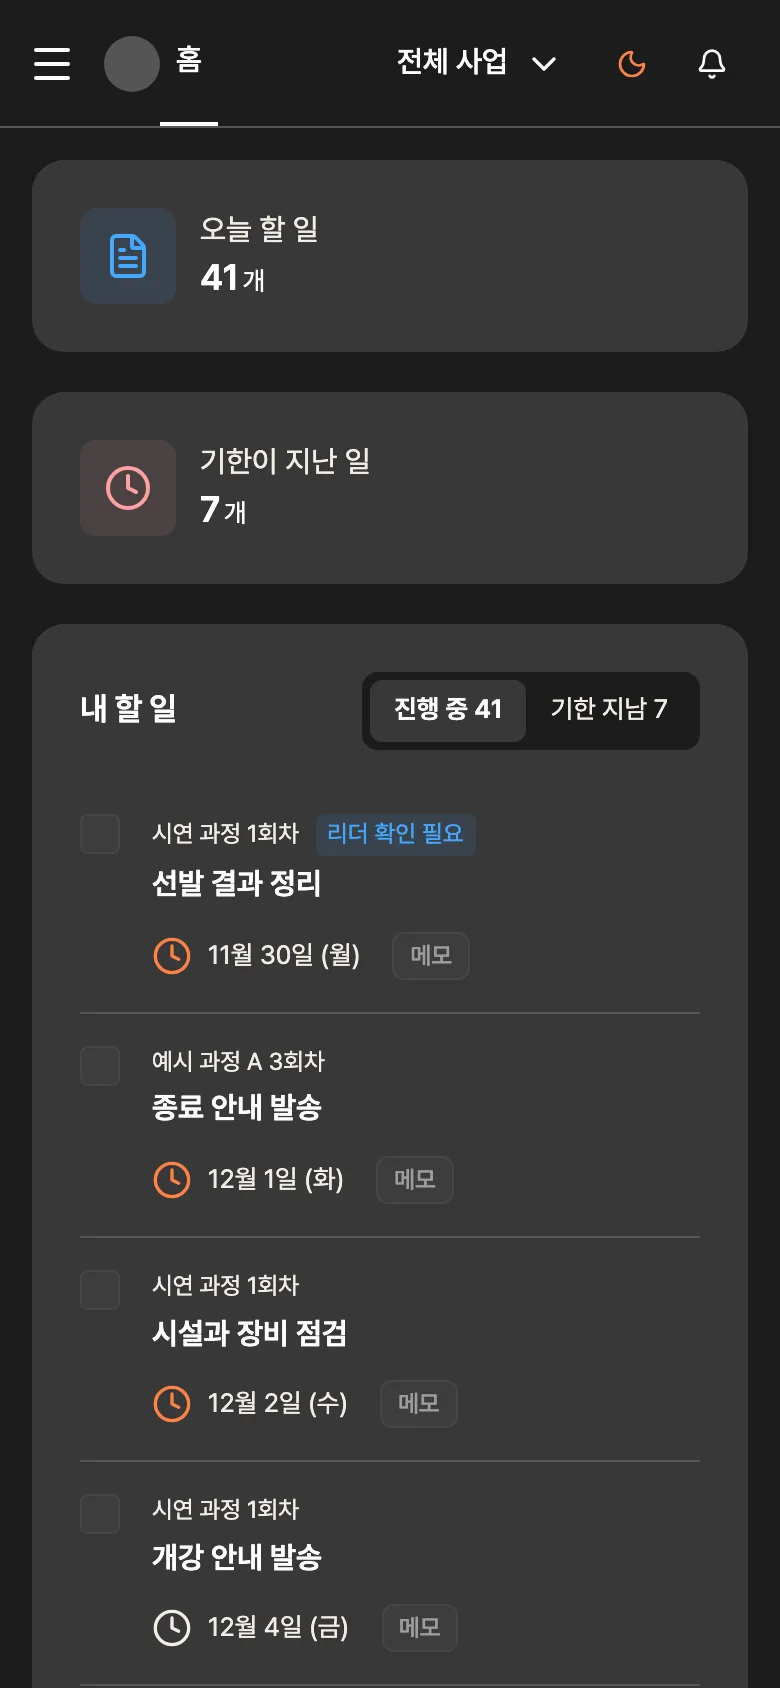 홈
전체 사업
오늘 할 일
41개
기한이 지난 일
7개
내 할 일
진행 중 41
기한 지남 7
시연 과정 1회차
리더 확인 필요
선발 결과 정리
11월 30일 (월)
메모
예시 과정 A 3회차
종료 안내 발송
12월 1일 (화)
메모
시연 과정 1회차
시설과 장비 점검
12월 2일 (수)
메모
시연 과정 1회차
개강 안내 발송
12월 4일 (금)
메모